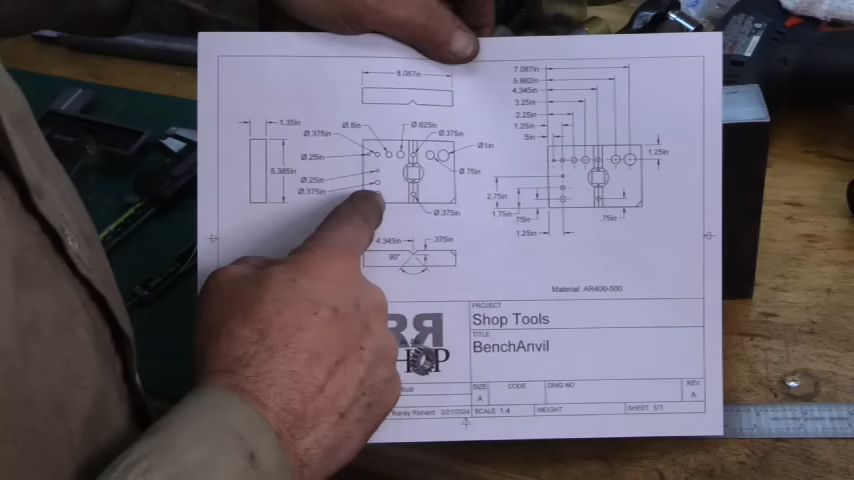 8.087in
1.35in
5.385in
Ø.5in
Ø.625in
Ø.375in
Ø.375in
Ø.25in
Ø1in
Ø.75in
Ø.25in
Ø.375in
Ø.375in
4.345in
.375in
90°
7.087in
5.862in
4.345in
3.25in
2.25in
1.25in
.5in
1.25in
2.75in
1.75in
.75in
.75in
1.25in
Material: AR400-500
PROJECT
Shop Tools
TITLE
BenchAnvil
SIZE
A
CODE
DWG NO
REV
A
Randy Richard 2/21/2024
SCALE 1:4
WEIGHT
SHEET 1/1